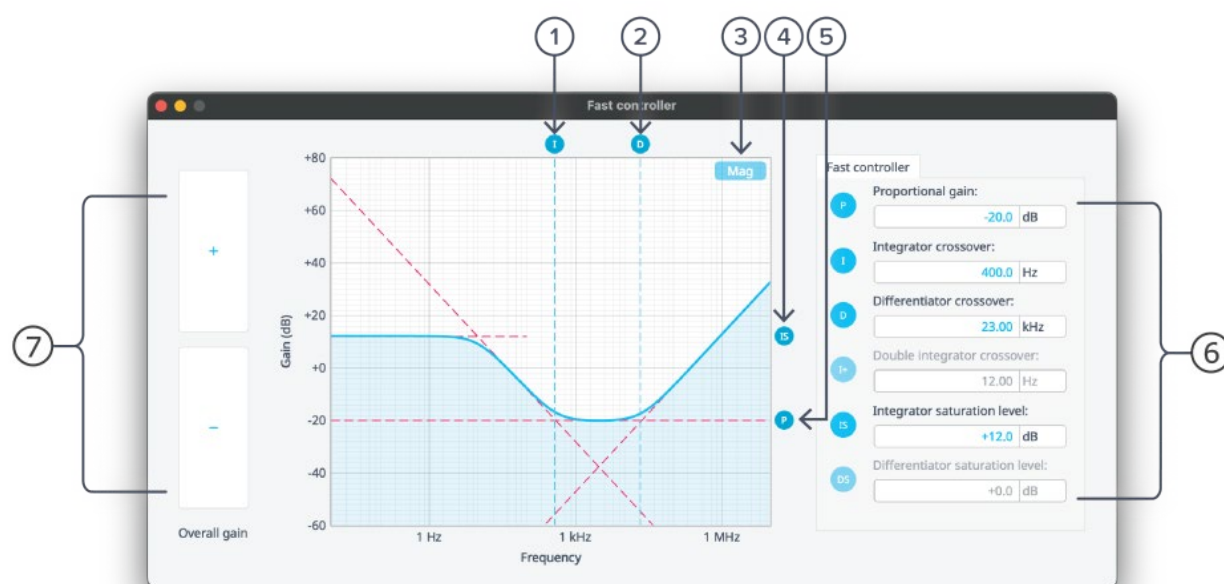 1 2 3 4 5
Fast controller
I D
+80
+60
+40
+20
+0
-20
-40
-60
Gain (dB)
1 Hz 1 kHz 1 MHz
Frequency
Mag
IS
P
7
+
−
Overall gain
Fast controller
P Proportional gain:
-20.0 dB
I Integrator crossover:
400.0 Hz
D Differentiator crossover:
23.00 kHz
I+ Double integrator crossover:
12.00 Hz
IS Integrator saturation level:
+12.0 dB
DS Differentiator saturation level:
+0.0 dB
6